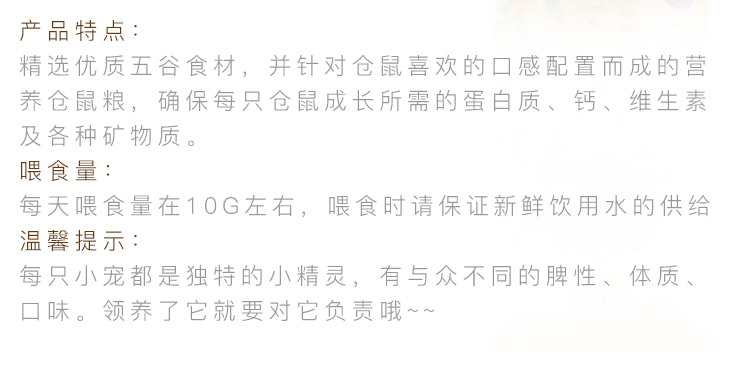 产品特点：
精选优质五谷食材，并针对仓鼠喜欢的口感配置而成的营
养仓鼠粮，确保每只仓鼠成长所需的蛋白质、钙、维生素
及各种矿物质。
喂食量：
每天喂食量在10G左右，喂食时请保证新鲜饮用水的供给
温馨提示：
每只小宠都是独特的小精灵，有与众不同的脾性、体质、
口味。领养了它就要对它负责哦~~